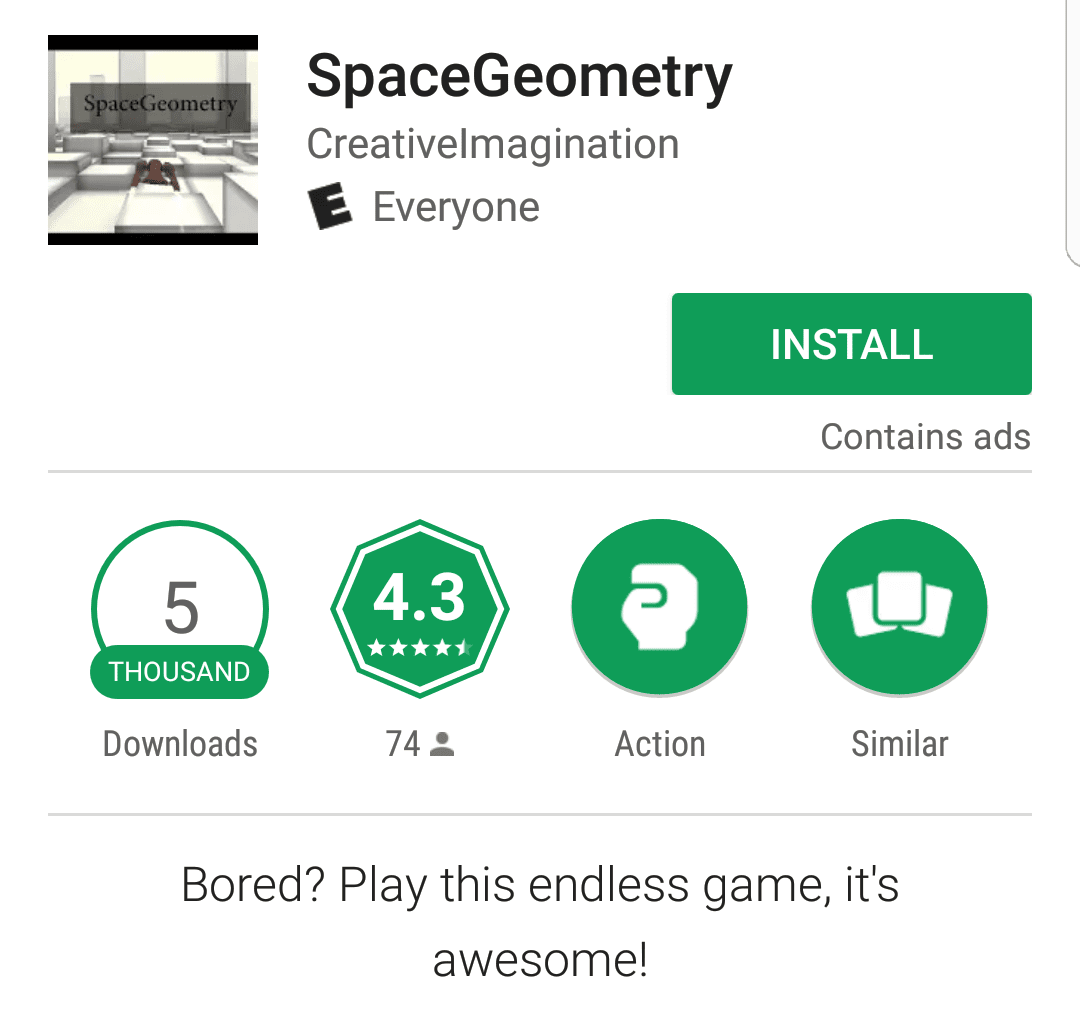 SpaceGeometry
SpaceGeometry
CreativeImagination
E Everyone
INSTALL
Contains ads
5
THOUSAND
4.3
Downloads
74
Action
Similar
Bored? Play this endless game, it's
awesome!